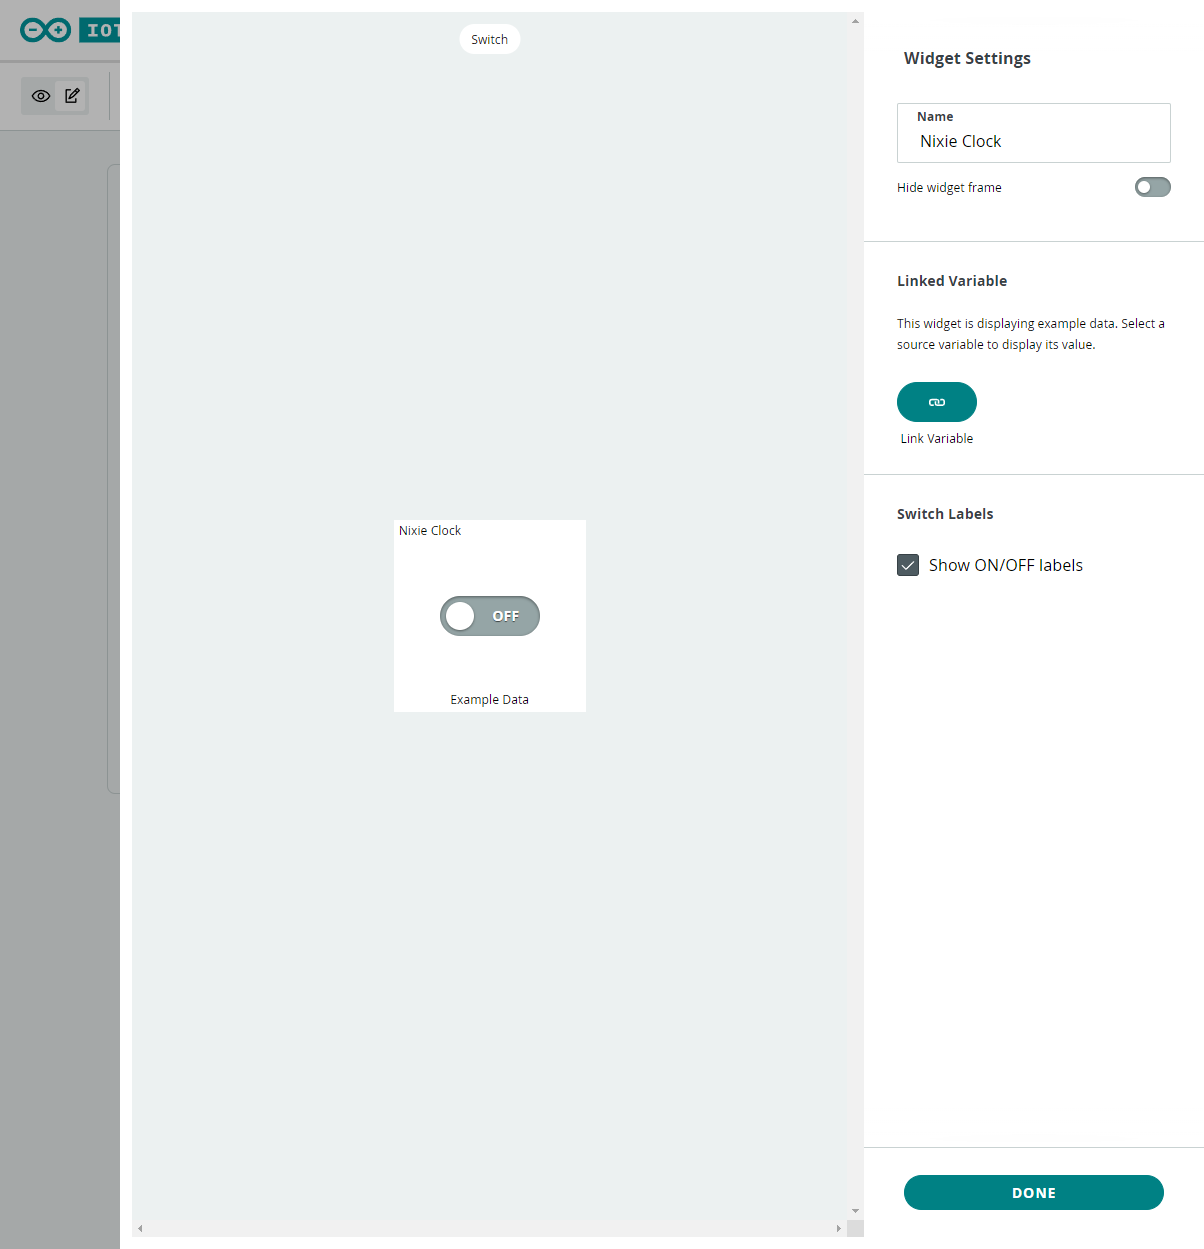 IOT
Switch
Widget Settings
Name
Nixie Clock
Hide widget frame
Linked Variable
This widget is displaying example data. Select a
source variable to display its value.
Link Variable
Switch Labels
Show ON/OFF labels
Nixie Clock
OFF
Example Data
DONE